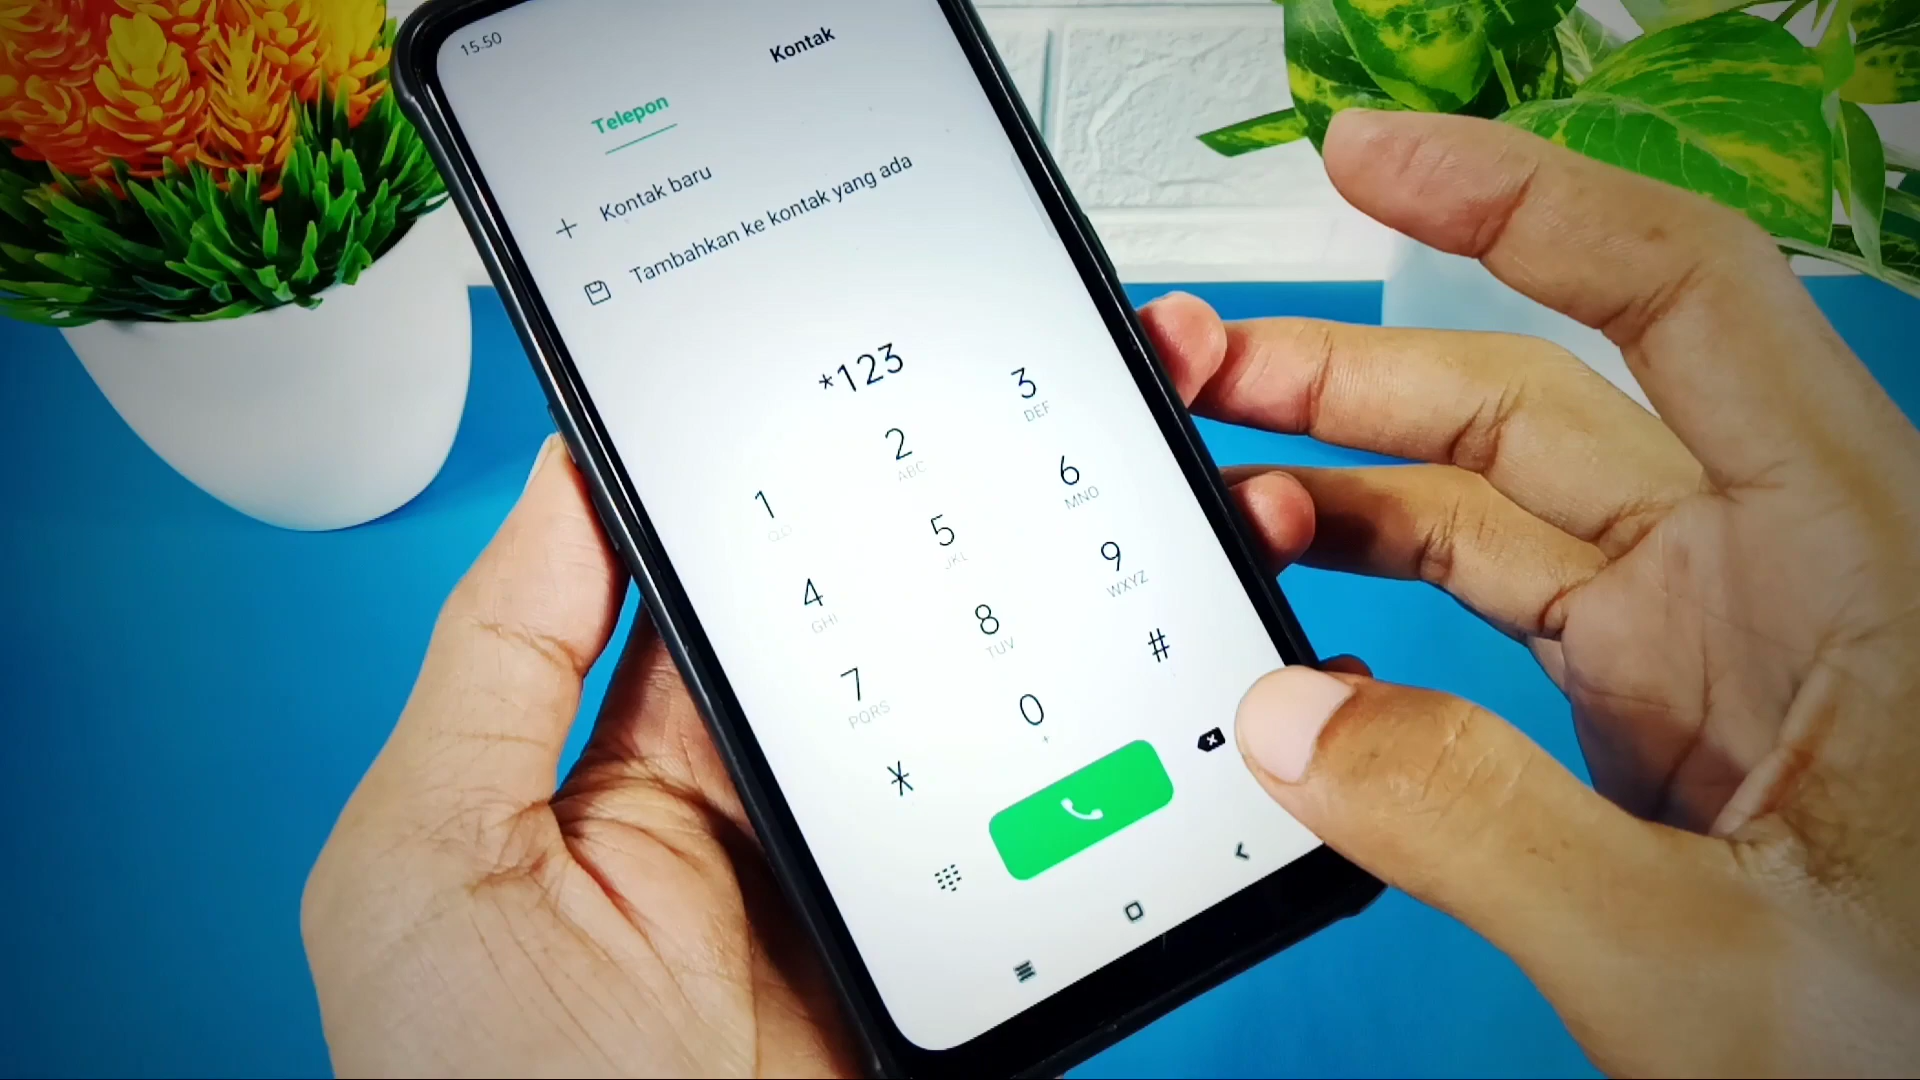 15.50
Telepon
Kontak
Kontak baru
Tambahkan ke kontak yang ada
*123
1
2 ABC
3 DEF
4 GHI
5 JKL
6 MNO
7 PQRS
8 TUV
9 WXYZ
*
0 +
#